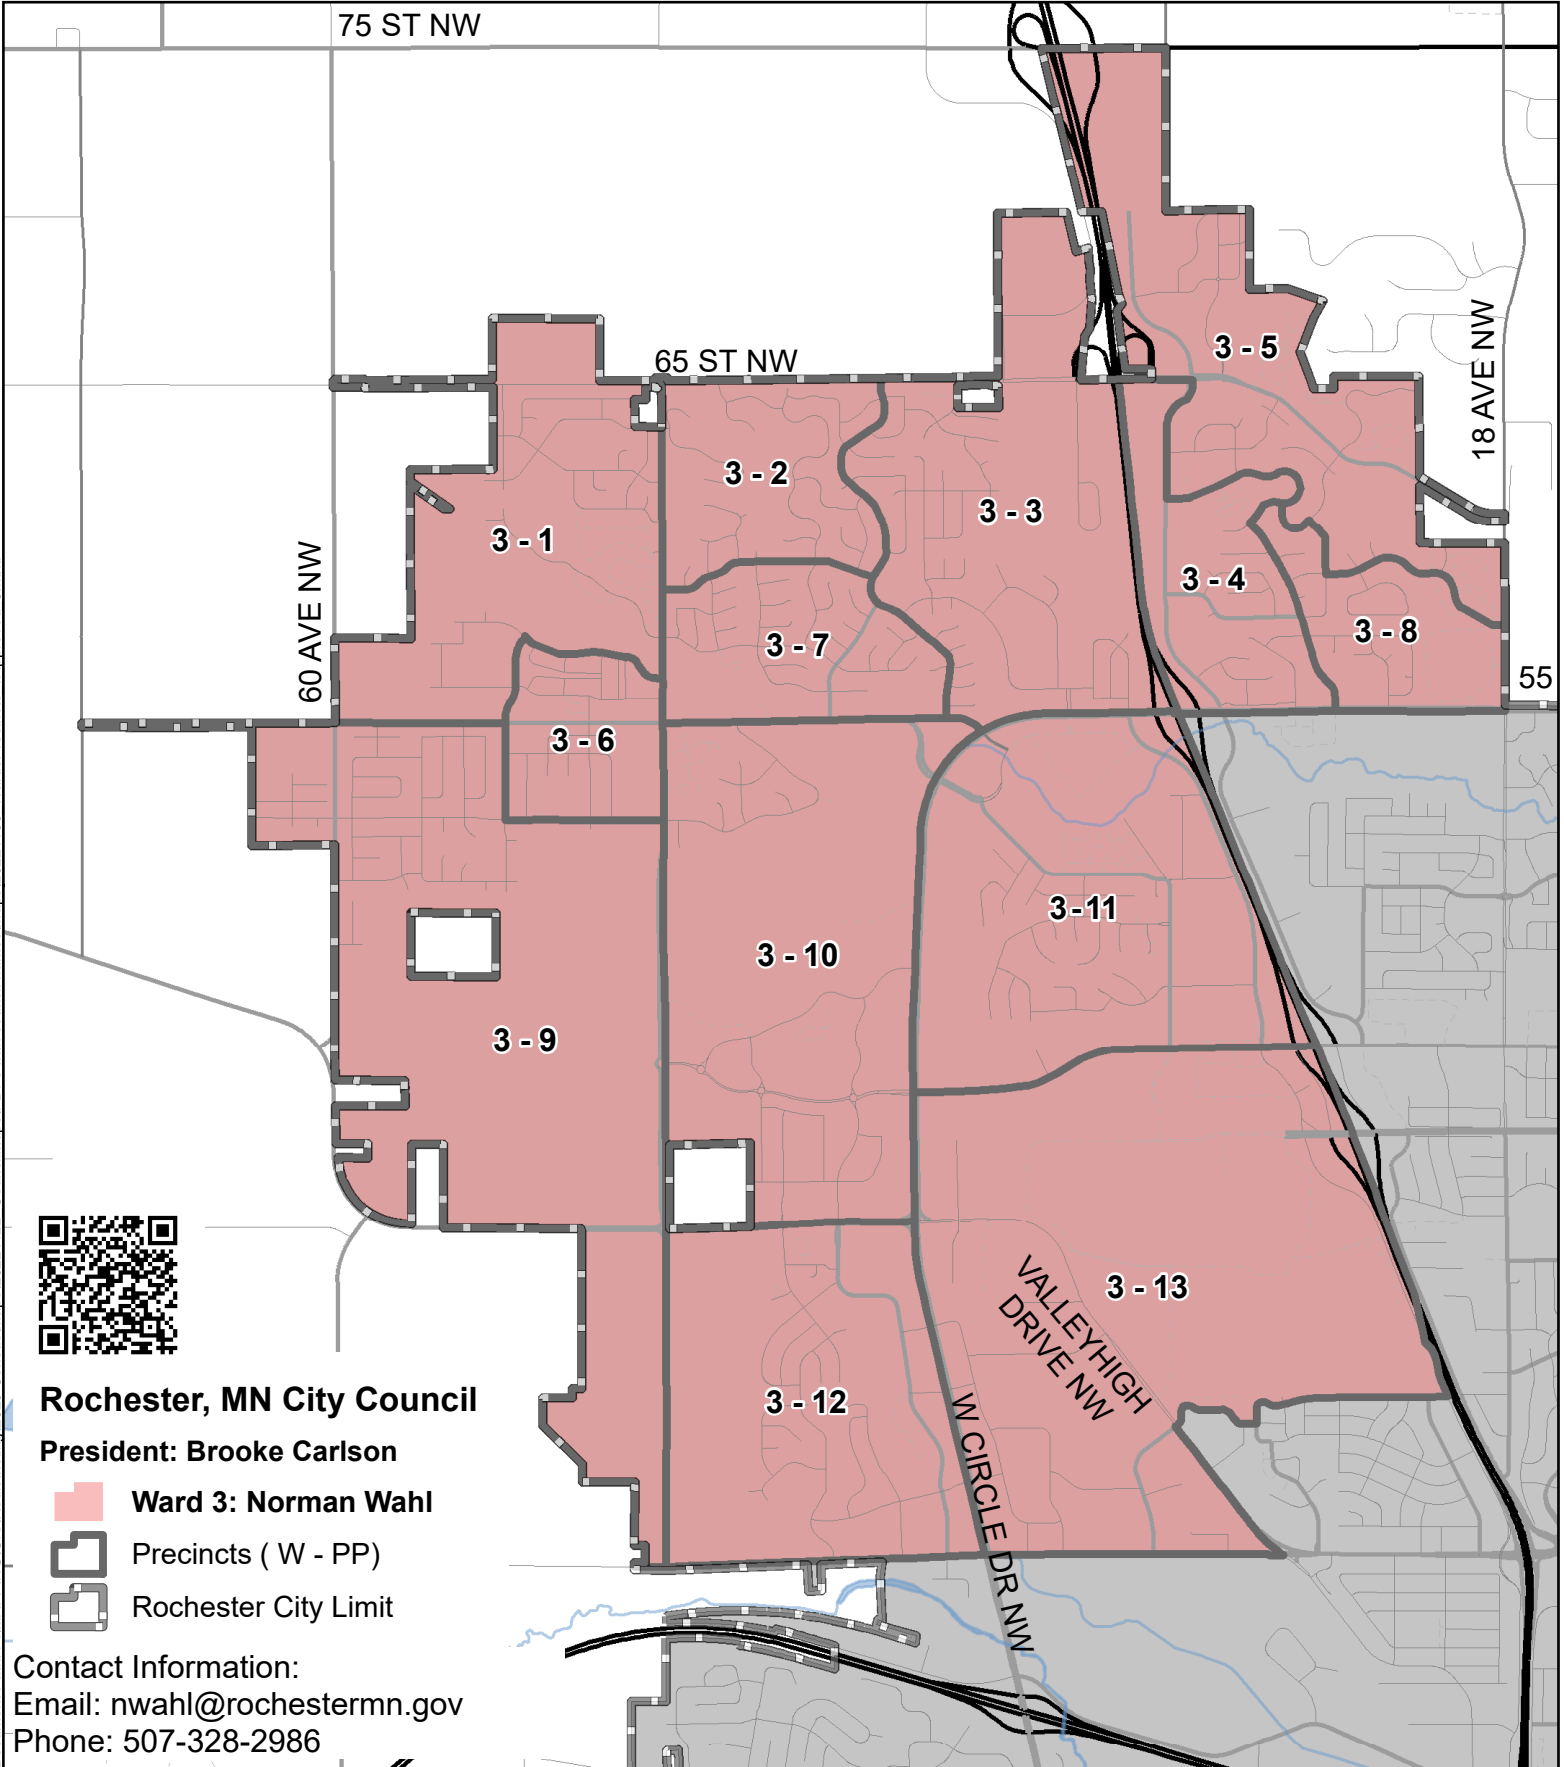 75 ST NW
65 ST NW
3 - 5
18 AVE NW
3 - 2
3 - 3
3 - 1
60 AVE NW
3 - 4
3 - 7
3 - 8
55
3 - 6
3 - 11
3 - 10
3 - 9
3 - 13
VALLEYHIGH
DRIVE NW
3 - 12
W CIRCLE DR NW
Rochester, MN City Council
President: Brooke Carlson
Ward 3: Norman Wahl
Precincts ( W - PP)
Rochester City Limit
Contact Information:
Email: nwahl@rochestermn.gov
Phone: 507-328-2986